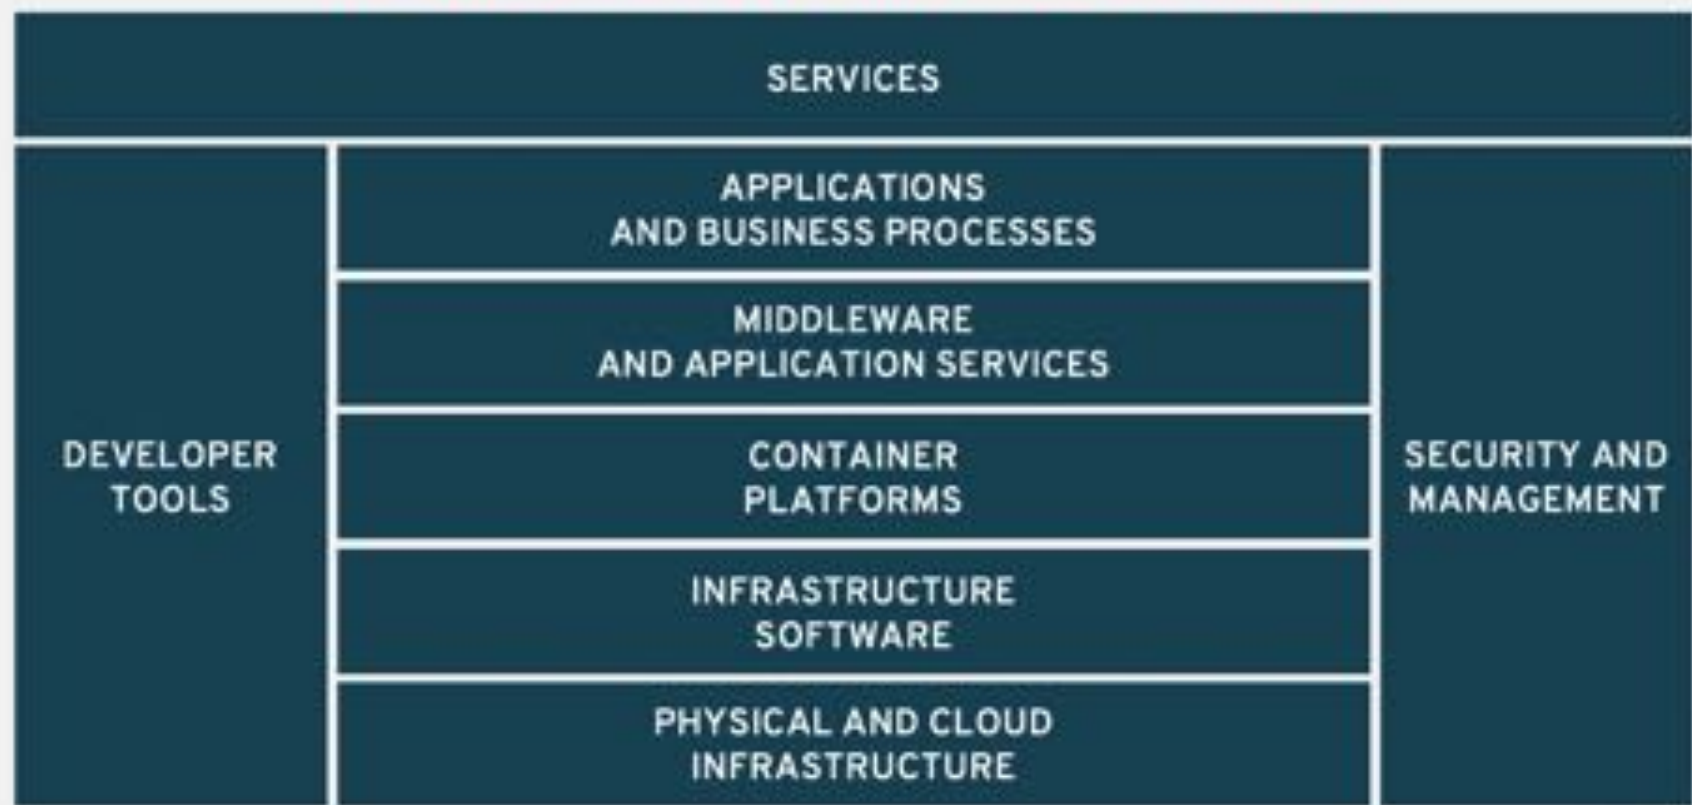 SERVICES
APPLICATIONS
AND BUSINESS PROCESSES
MIDDLEWARE
AND APPLICATION SERVICES
DEVELOPER
TOOLS
CONTAINER
PLATFORMS
SECURITY AND
MANAGEMENT
INFRASTRUCTURE
SOFTWARE
PHYSICAL AND CLOUD
INFRASTRUCTURE